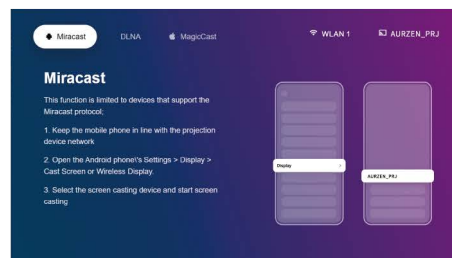 Miracast
DLNA
MagicCast
WLAN 1
AURZEN_PRJ
Miracast
This function is limited to devices that support the
Miracast protocol;
1. Keep the mobile phone in line with the projection
device network
2. Open the Android phone\'s Settings > Display >
Cast Screen or Wireless Display.
3. Select the screen casting device and start screen
casting
Display
AURZEN_PRJ